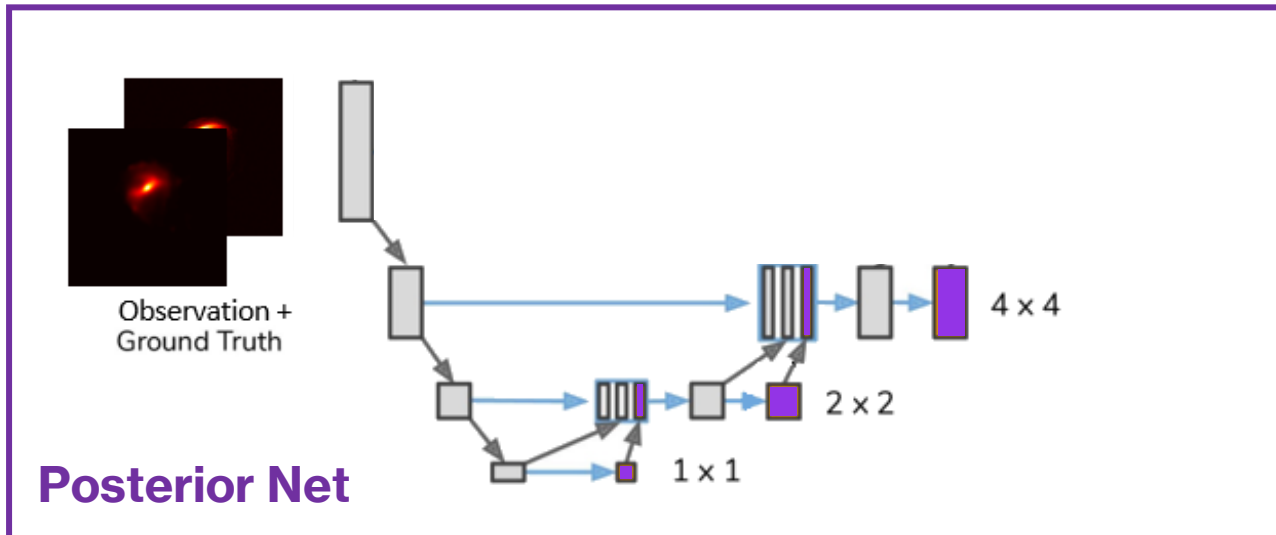 Observation +
Ground Truth
4 x 4
2 x 2
1 x 1
Posterior Net